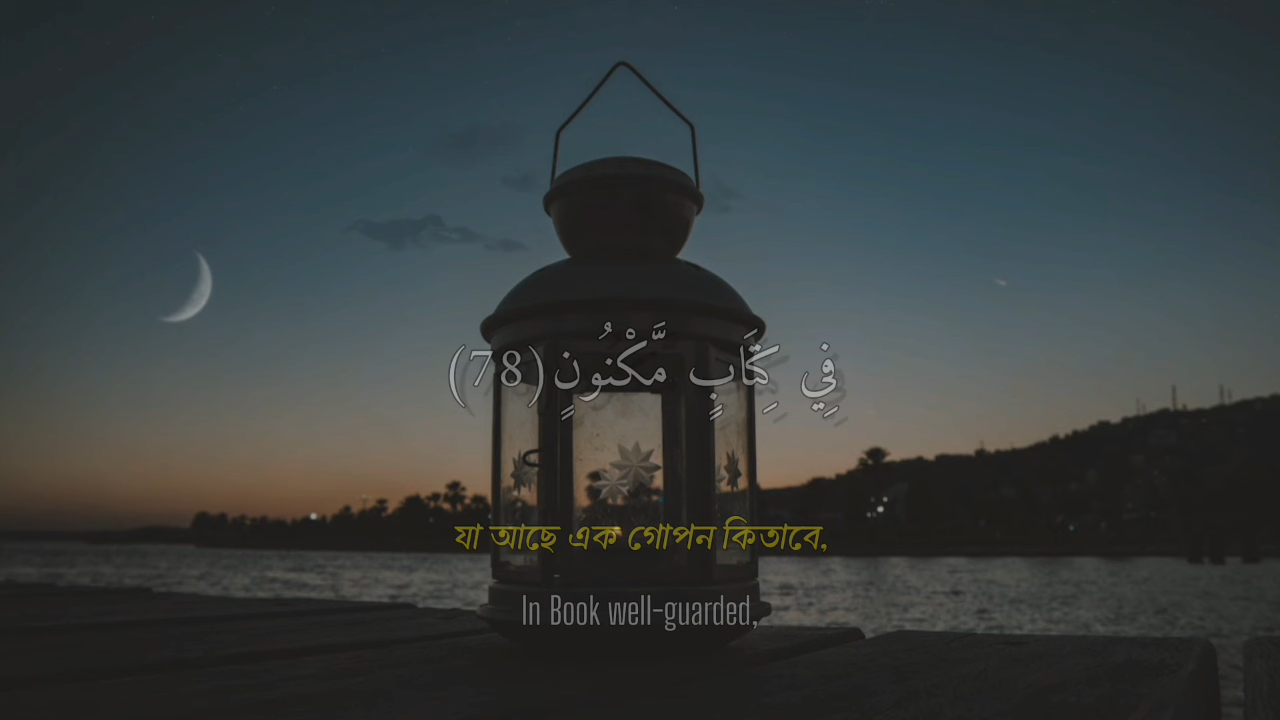 فِي كِتَابٍ مَّكْنُونٍ (78)
যা আছে এক গোপন কিতাবে,
In Book well-guarded,